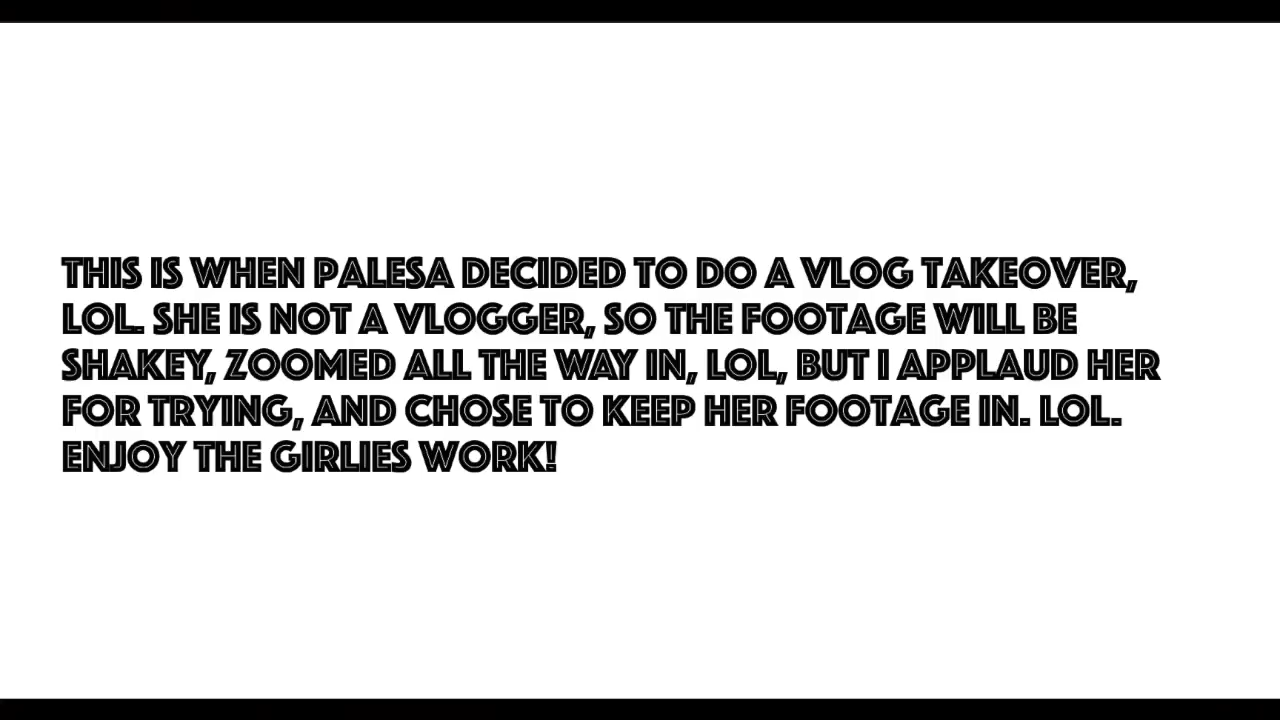 THIS IS WHEN PALESA DECIDED TO DO A VLOG TAKEOVER,
LOL. SHE IS NOT A VLOGGER, SO THE FOOTAGE WILL BE
SHAKEY, ZOOMED ALL THE WAY IN, LOL, BUT I APPLAUD HER
FOR TRYING, AND CHOSE TO KEEP HER FOOTAGE IN. LOL.
ENJOY THE GIRLIES WORK!